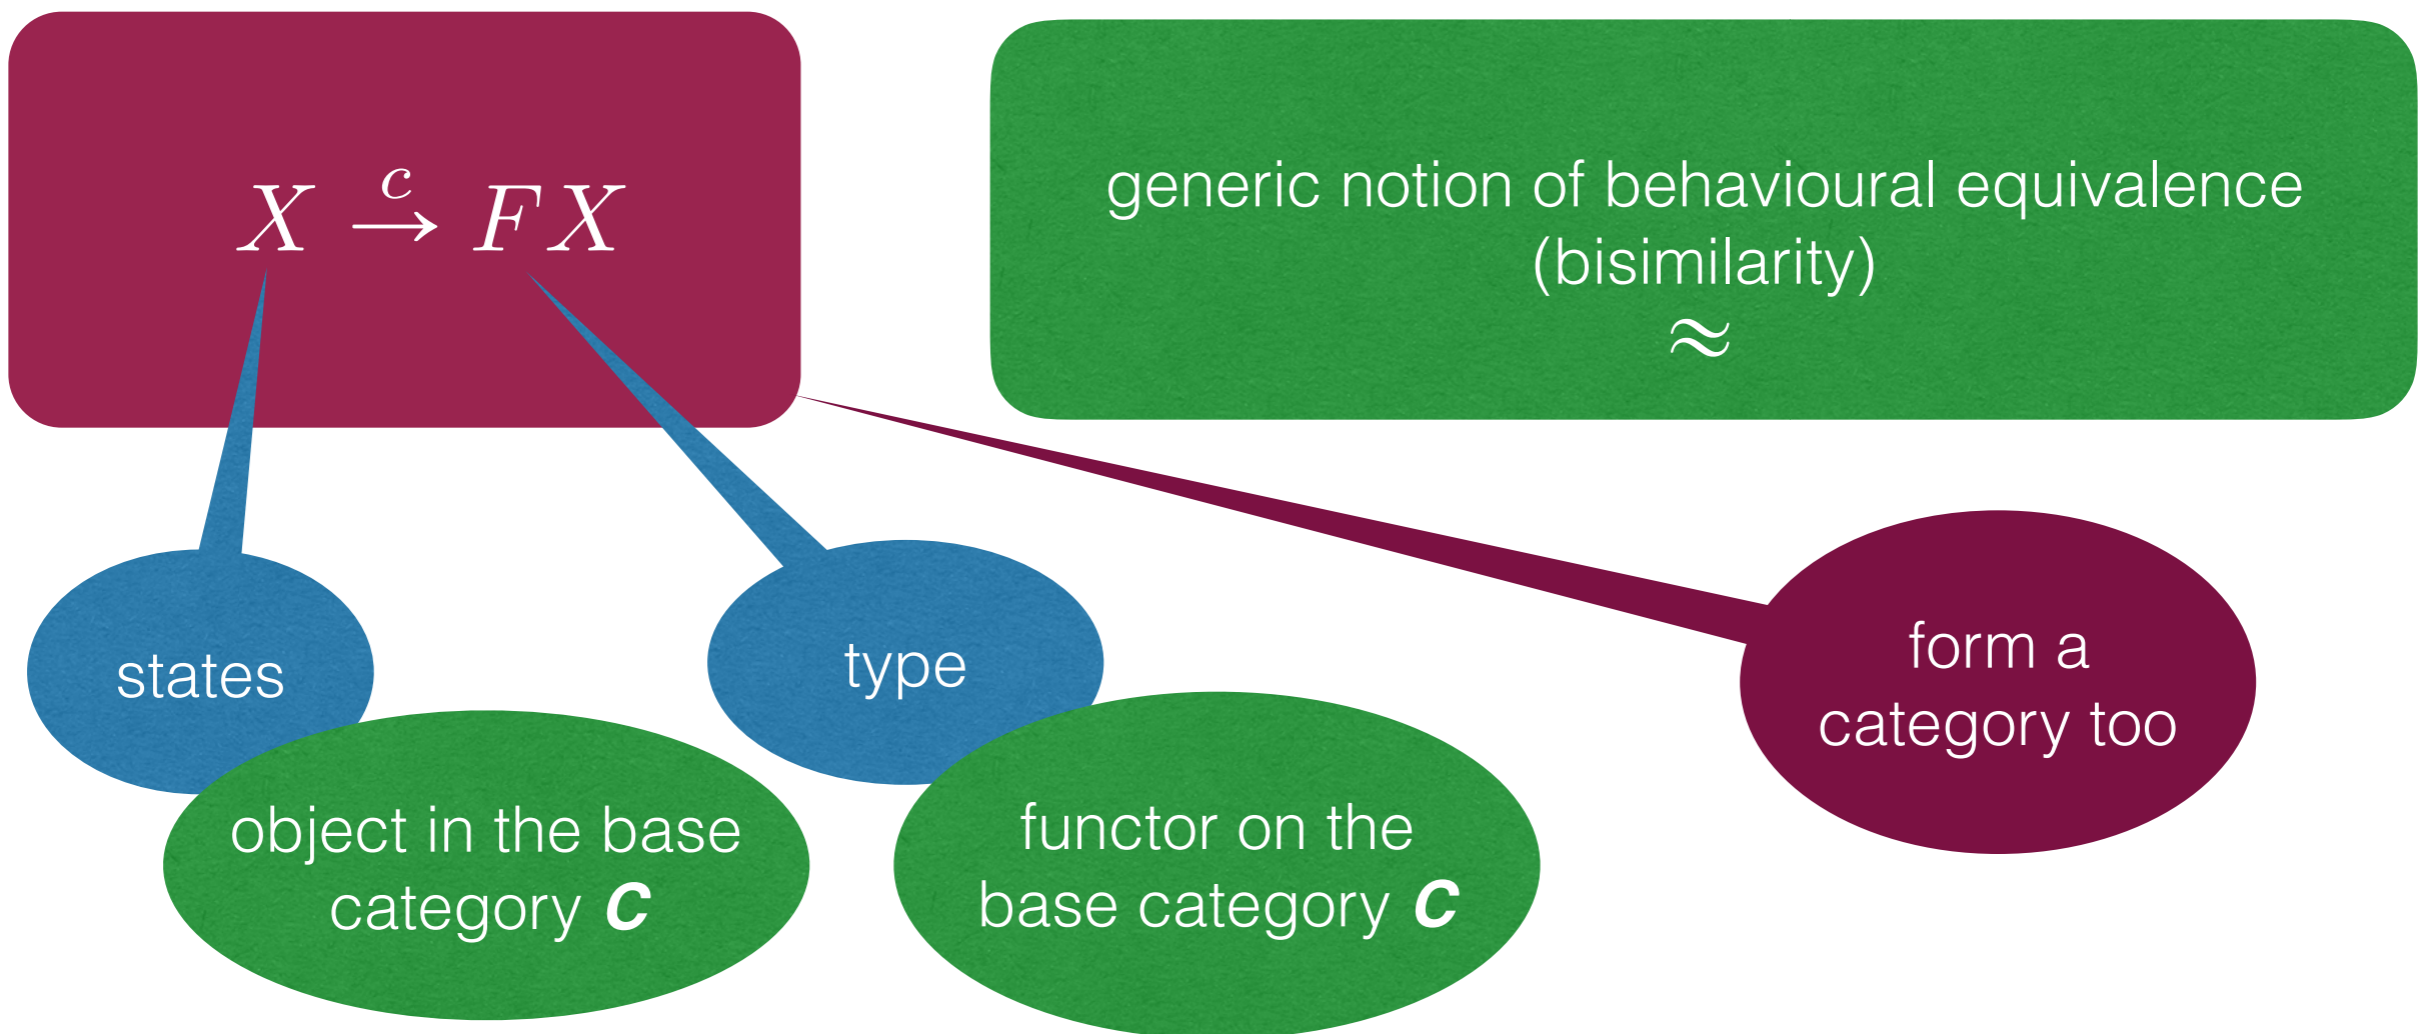 X →c FX
generic notion of behavioural equivalence
(bisimilarity)
≈
states
type
form a
category too
object in the base
category C
functor on the
base category C